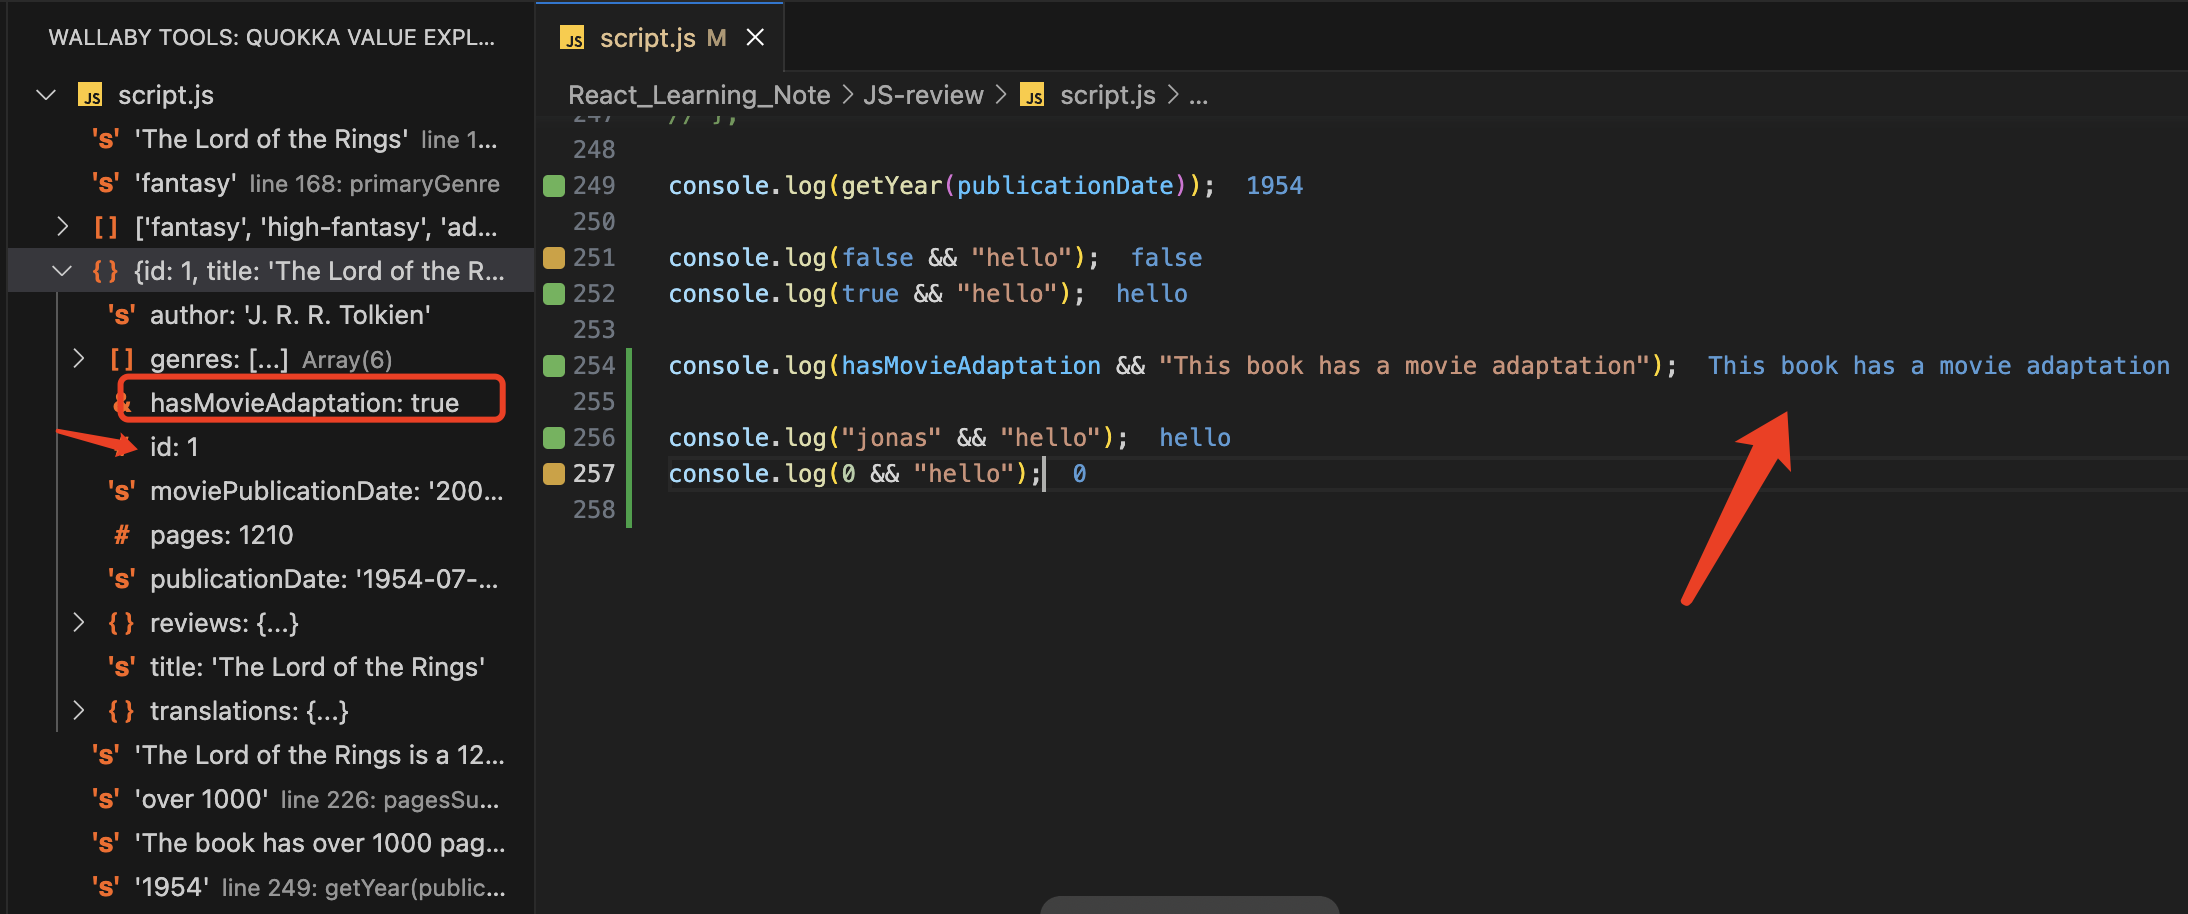 WALLABY TOOLS: QUOKKA VALUE EXPL...
script.js
's' 'The Lord of the Rings' line 1...
's' 'fantasy' line 168: primaryGenre
[] ['fantasy', 'high-fantasy', 'ad...
{} {id: 1, title: 'The Lord of the R...
's' author: 'J. R. R. Tolkien'
[] genres: [...] Array(6)
& hasMovieAdaptation: true
id: 1
's' moviePublicationDate: '200...
# pages: 1210
's' publicationDate: '1954-07-...
{} reviews: {...}
's' title: 'The Lord of the Rings'
{} translations: {...}
's' 'The Lord of the Rings is a 12...
's' 'over 1000' line 226: pagesSu...
's' 'The book has over 1000 pag...
's' '1954' line 249: getYear(public...
JS script.js M
React_Learning_Note > JS-review > JS script.js > ...
247 // };
248
249 console.log(getYear(publicationDate)); 1954
250
251 console.log(false && "hello"); false
252 console.log(true && "hello"); hello
253
254 console.log(hasMovieAdaptation && "This book has a movie adaptation"); This book has a movie adaptation
255
256 console.log("jonas" && "hello"); hello
257 console.log(0 && "hello"); 0
258